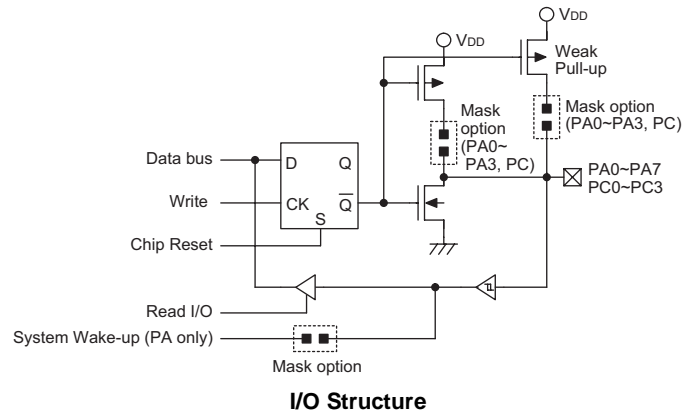 VDD
VDD
Weak
Pull-up
Mask
option
(PA0~
PA3, PC)
Mask option
(PA0~PA3, PC)
Data bus
D
Q
PA0~PA7
PC0~PC3
Write
CK
Q
S
Chip Reset
Read I/O
System Wake-up (PA only)
Mask option
I/O Structure